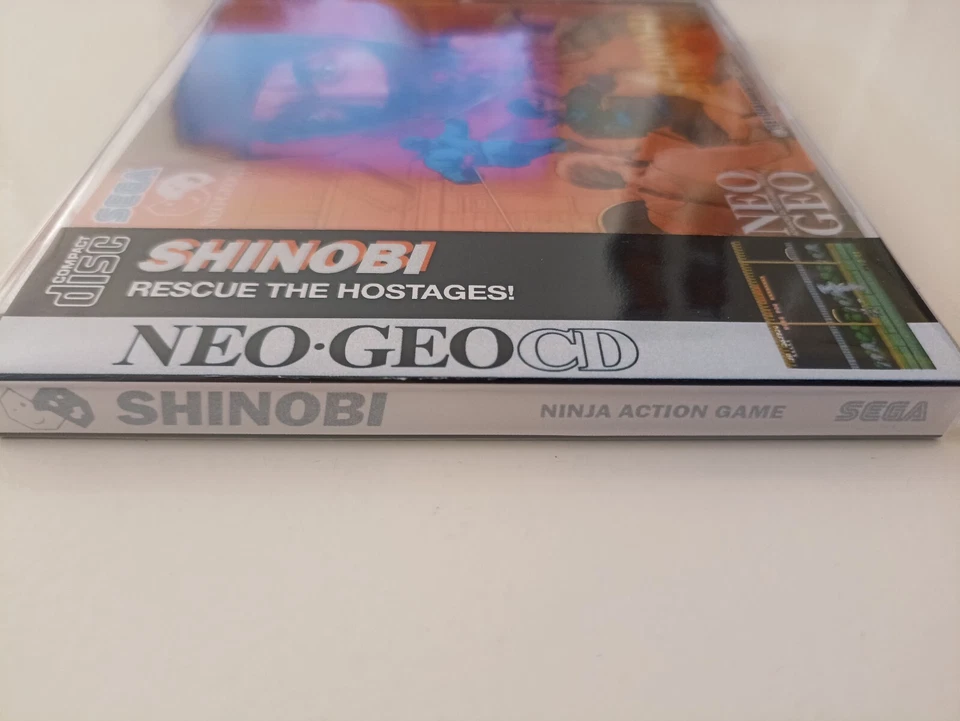 SEGA
NEO
GEO
COMPACT
disc
SHINOBI
RESCUE THE HOSTAGES!
NEO·GEO CD
SHINOBI
NINJA ACTION GAME
SEGA